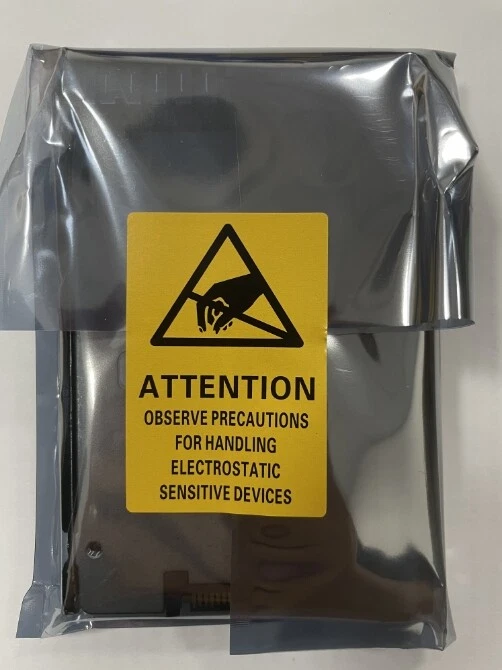 ATTENTION
OBSERVE PRECAUTIONS
FOR HANDLING
ELECTROSTATIC
SENSITIVE DEVICES